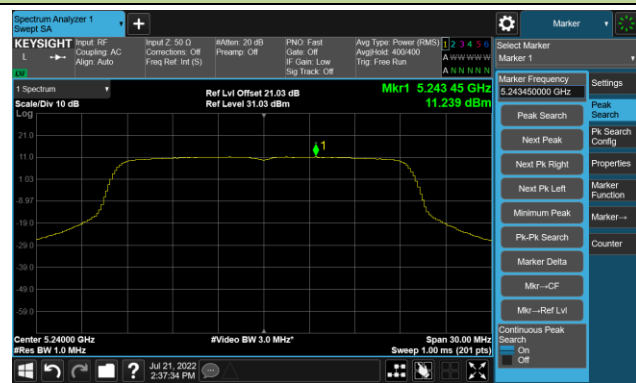 Spectrum Analyzer 1
Swept SA
+
Marker
KEYSIGHT
L
Input: RF
Coupling: AC
Align: Auto
Input Z: 50 Ω
Corrections: Off
Freq Ref: Int (S)
#Atten: 20 dB
Preamp: Off
PNO: Fast
Gate: Off
IF Gain: Low
Sig Track: Off
Avg Type: Power (RMS)
Avg|Hold: 400/400
Trig: Free Run
1 2 3 4 5 6
A W W W W W
A N N N N N
Select Marker
Marker 1
1 Spectrum
Scale/Div 10 dB
Log
Ref Lvl Offset 21.03 dB
Ref Level 31.03 dBm
Mkr1 5.243 45 GHz
11.239 dBm
21.0
11.0
1.03
-8.97
-19.0
-29.0
-39.0
-49.0
-59.0
1
Center 5.24000 GHz
#Res BW 1.0 MHz
#Video BW 3.0 MHz*
Span 30.00 MHz
Sweep 1.00 ms (201 pts)
Marker Frequency
5.243450000 GHz
Peak Search
Next Peak
Next Pk Right
Next Pk Left
Minimum Peak
Pk-Pk Search
Marker Delta
Mkr→CF
Mkr→Ref Lvl
Continuous Peak
Search
On
Off
Settings
Peak
Search
Pk Search
Config
Properties
Marker
Function
Marker→
Counter
?
Jul 21, 2022
2:37:34 PM